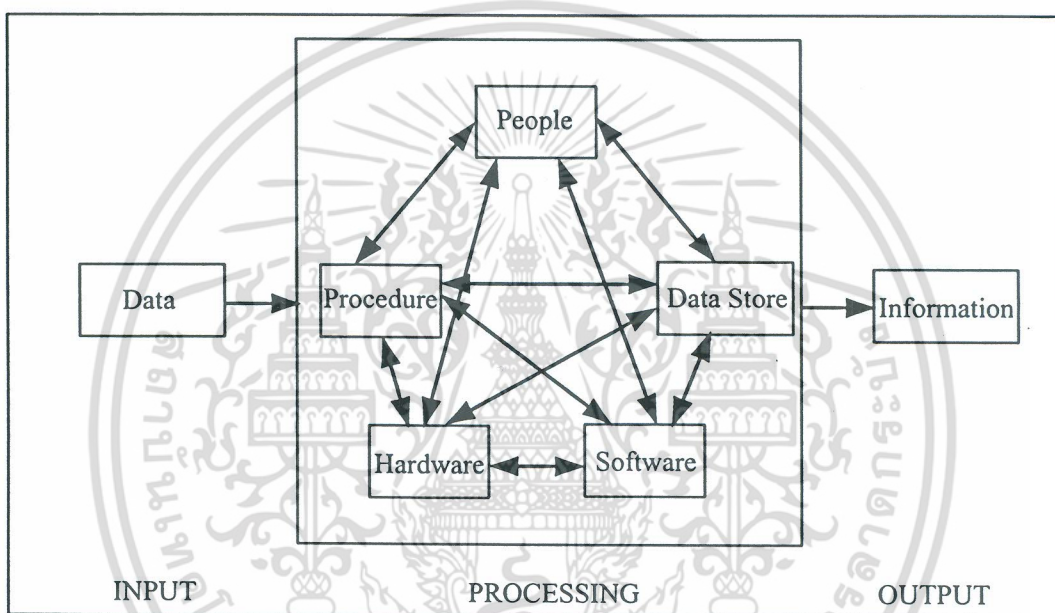 People
Data
Procedure
Data Store
Information
Hardware
Software
INPUT
PROCESSING
OUTPUT